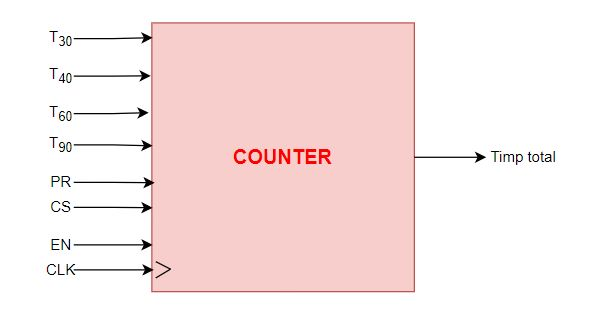 T30
T40
T60
T90
PR
CS
EN
CLK
COUNTER
Timp total